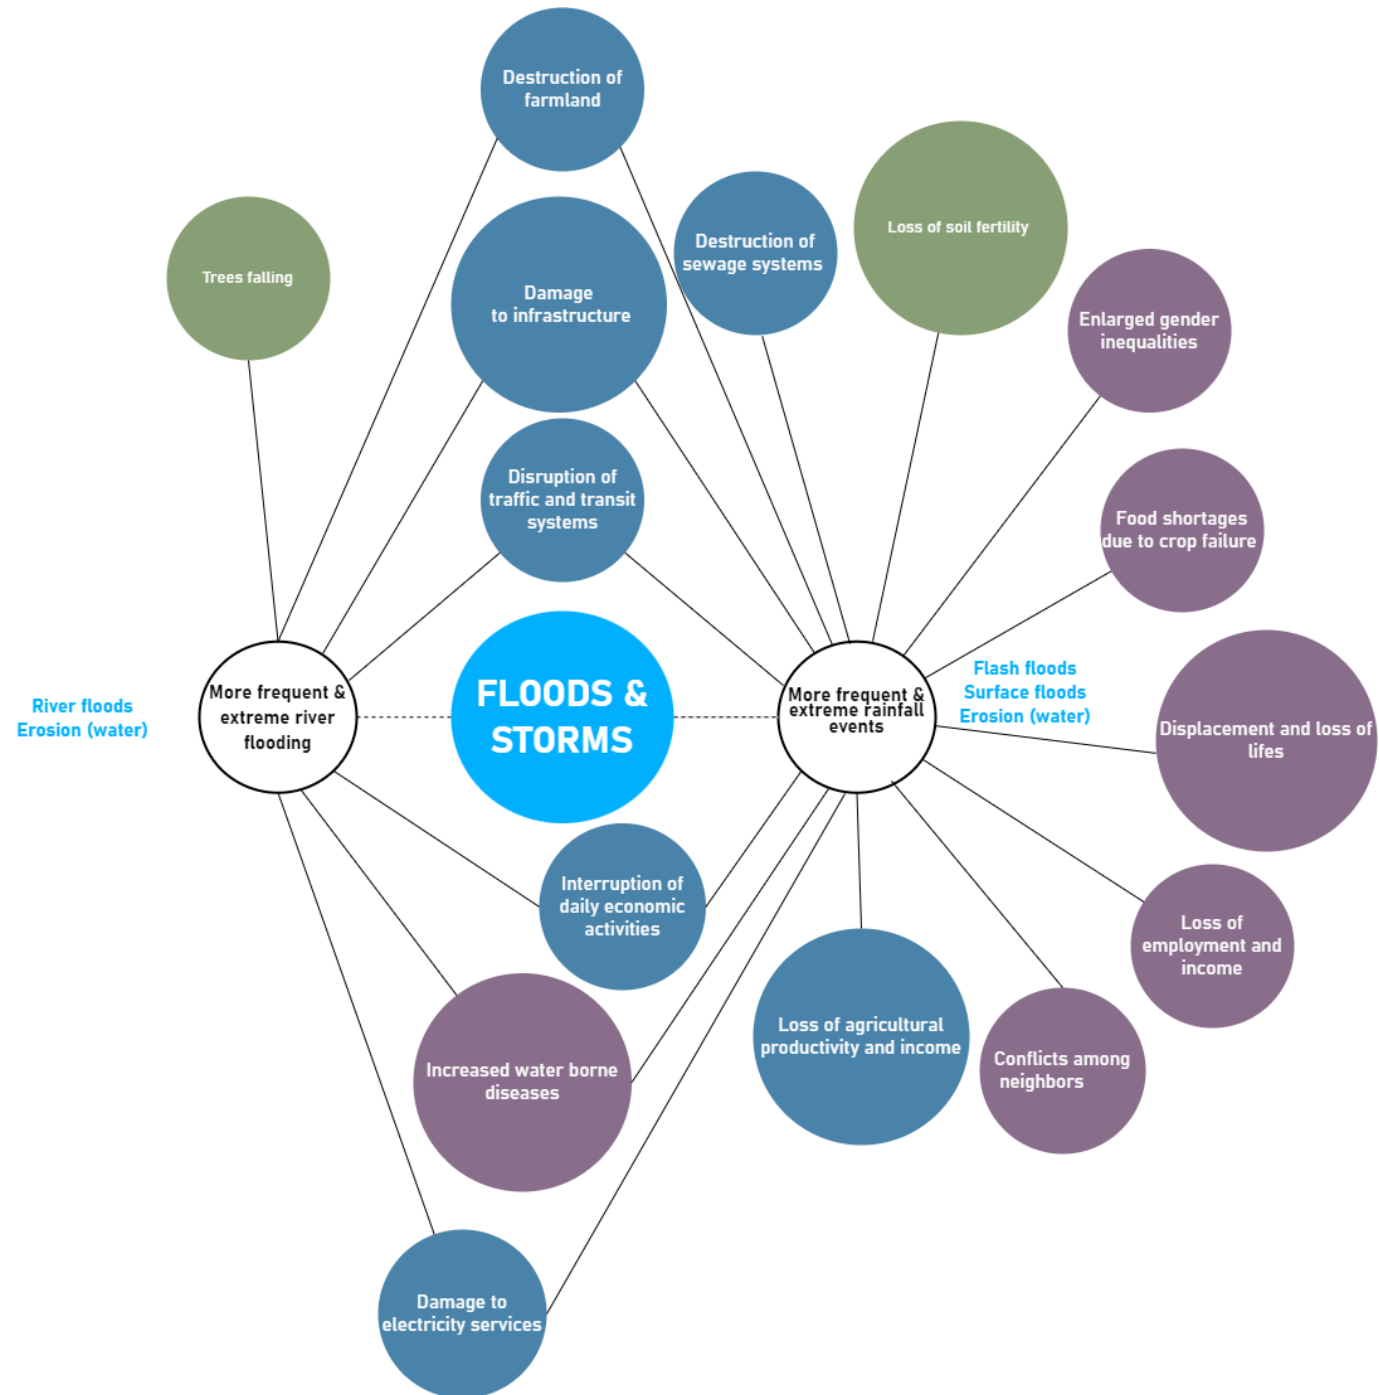 Destruction of
farmland
Destruction of
sewage systems
Loss of soil fertility
Trees falling
Damage
to infrastructure
Enlarged gender
inequalities
Disruption of
traffic and transit
systems
Food shortages
due to crop failure
River floods
Erosion (water)
More frequent &
extreme river
flooding
FLOODS &
STORMS
More frequent &
extreme rainfall
events
Flash floods
Surface floods
Erosion (water)
Displacement and loss of
lifes
Interruption of
daily economic
activities
Loss of
employment and
income
Loss of agricultural
productivity and income
Conflicts among
neighbors
Increased water borne
diseases
Damage to
electricity services